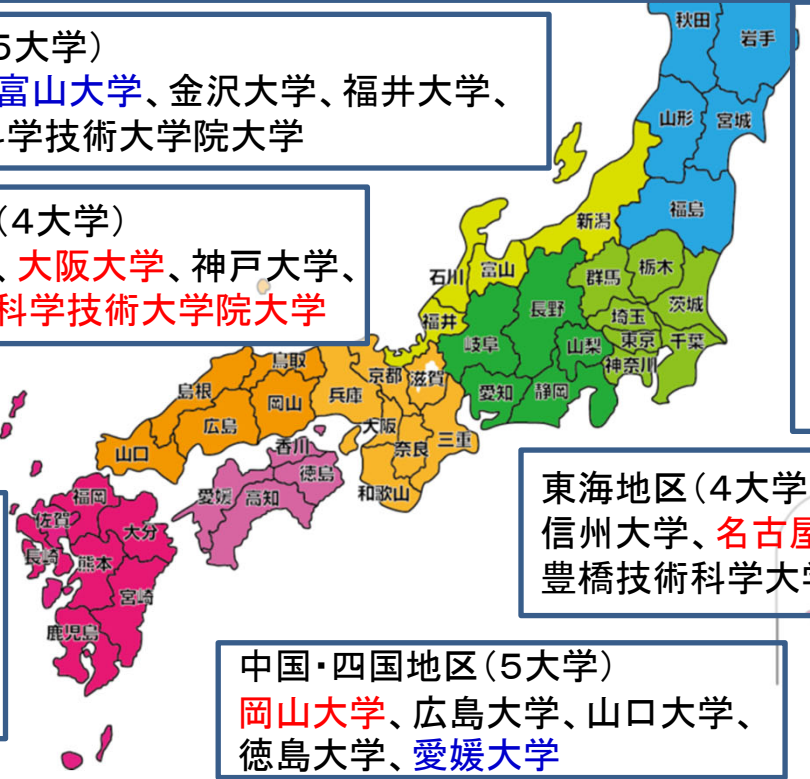 5大学)
富山大学、金沢大学、福井大学、
科学技術大学院大学
(4大学)
、大阪大学、神戸大学、
科学技術大学院大学
秋田
岩手
山形
宮城
福島
新潟
石川
富山
福井
群馬
栃木
茨城
埼玉
東京
千葉
神奈川
長野
山梨
岐阜
愛知
静岡
京都
滋賀
兵庫
大阪
奈良
三重
和歌山
鳥取
島根
岡山
広島
山口
香川
徳島
愛媛
高知
福岡
佐賀
大分
長崎
熊本
宮崎
鹿児島
東海地区(4大学
信州大学、名古屋
豊橋技術科学大学
中国・四国地区(5大学)
岡山大学、広島大学、山口大学、
徳島大学、愛媛大学